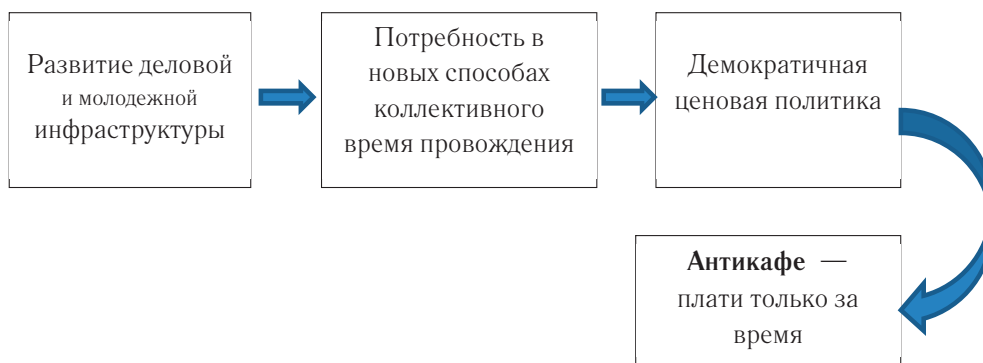 Развитие деловой
и молодежной
инфраструктуры
Потребность в
новых способах
коллективного
время провождения
Демократичная
ценовая политика
Антикафе —
плати только за
время